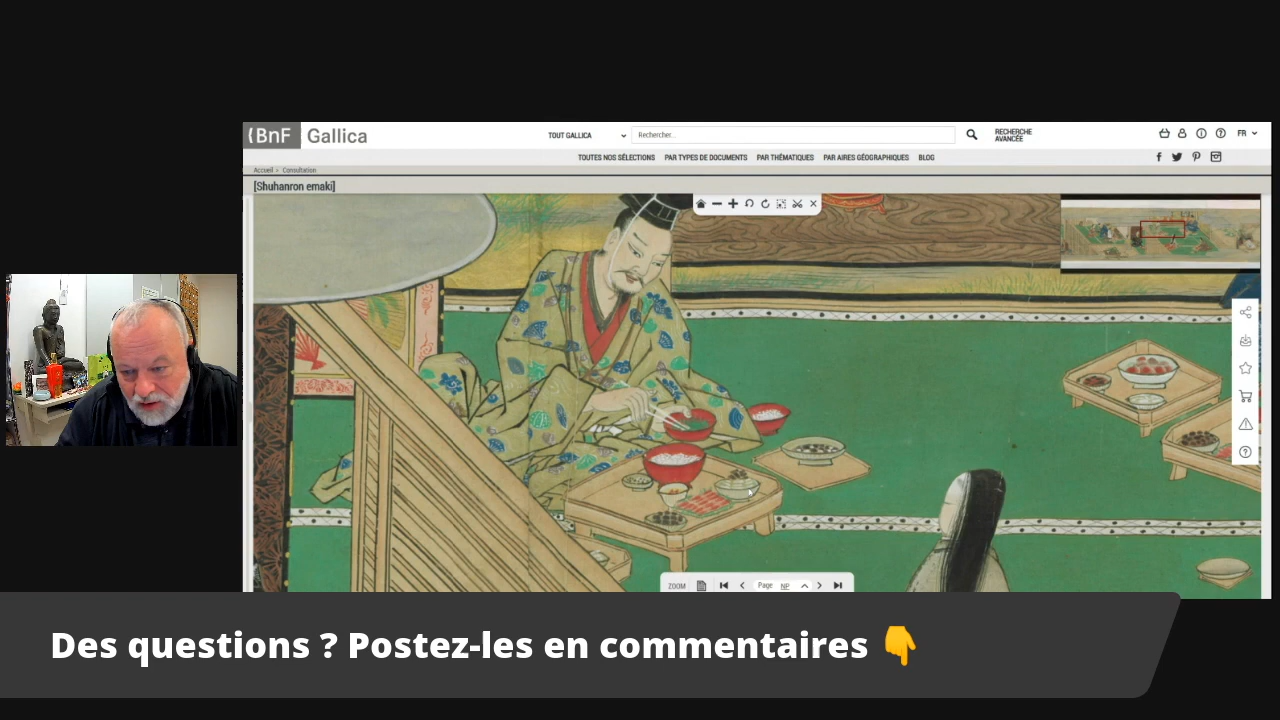 BnF Gallica
TOUT GALLICA
Rechercher...
RECHERCHE
AVANCÉE
FR
TOUTES NOS SÉLECTIONS PAR TYPES DE DOCUMENTS PAR THÉMATIQUES PAR AIRES GÉOGRAPHIQUES BLOG
Accueil › Consultation
[Shuhanron emaki]
ZOOM Page NP
Des questions ? Postez-les en commentaires 👇